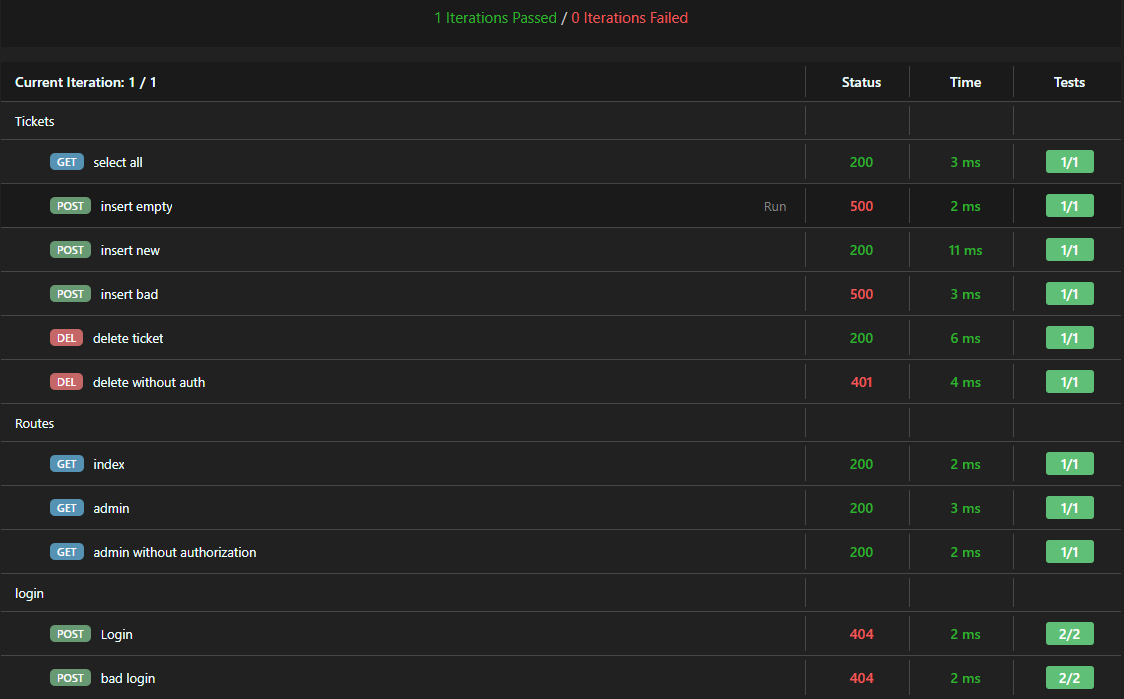 1 Iterations Passed / 0 Iterations Failed
Current Iteration: 1 / 1 Status Time Tests
Tickets
GET select all 200 3 ms 1/1
POST insert empty Run 500 2 ms 1/1
POST insert new 200 11 ms 1/1
POST insert bad 500 3 ms 1/1
DEL delete ticket 200 6 ms 1/1
DEL delete without auth 401 4 ms 1/1
Routes
GET index 200 2 ms 1/1
GET admin 200 3 ms 1/1
GET admin without authorization 200 2 ms 1/1
login
POST Login 404 2 ms 2/2
POST bad login 404 2 ms 2/2